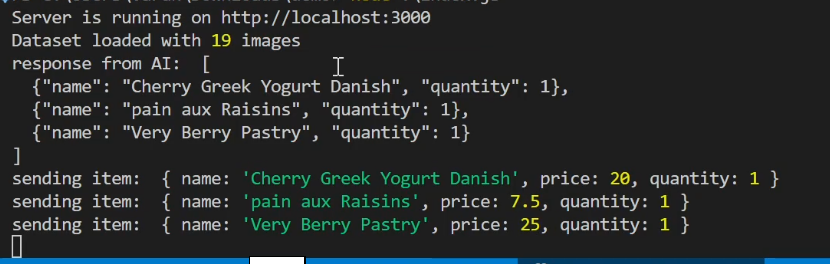 Server is running on http://localhost:3000
Dataset loaded with 19 images
response from AI:  [
  {"name": "Cherry Greek Yogurt Danish", "quantity": 1},
  {"name": "pain aux Raisins", "quantity": 1},
  {"name": "Very Berry Pastry", "quantity": 1}
]
sending item:  { name: 'Cherry Greek Yogurt Danish', price: 20, quantity: 1 }
sending item:  { name: 'pain aux Raisins', price: 7.5, quantity: 1 }
sending item:  { name: 'Very Berry Pastry', price: 25, quantity: 1 }